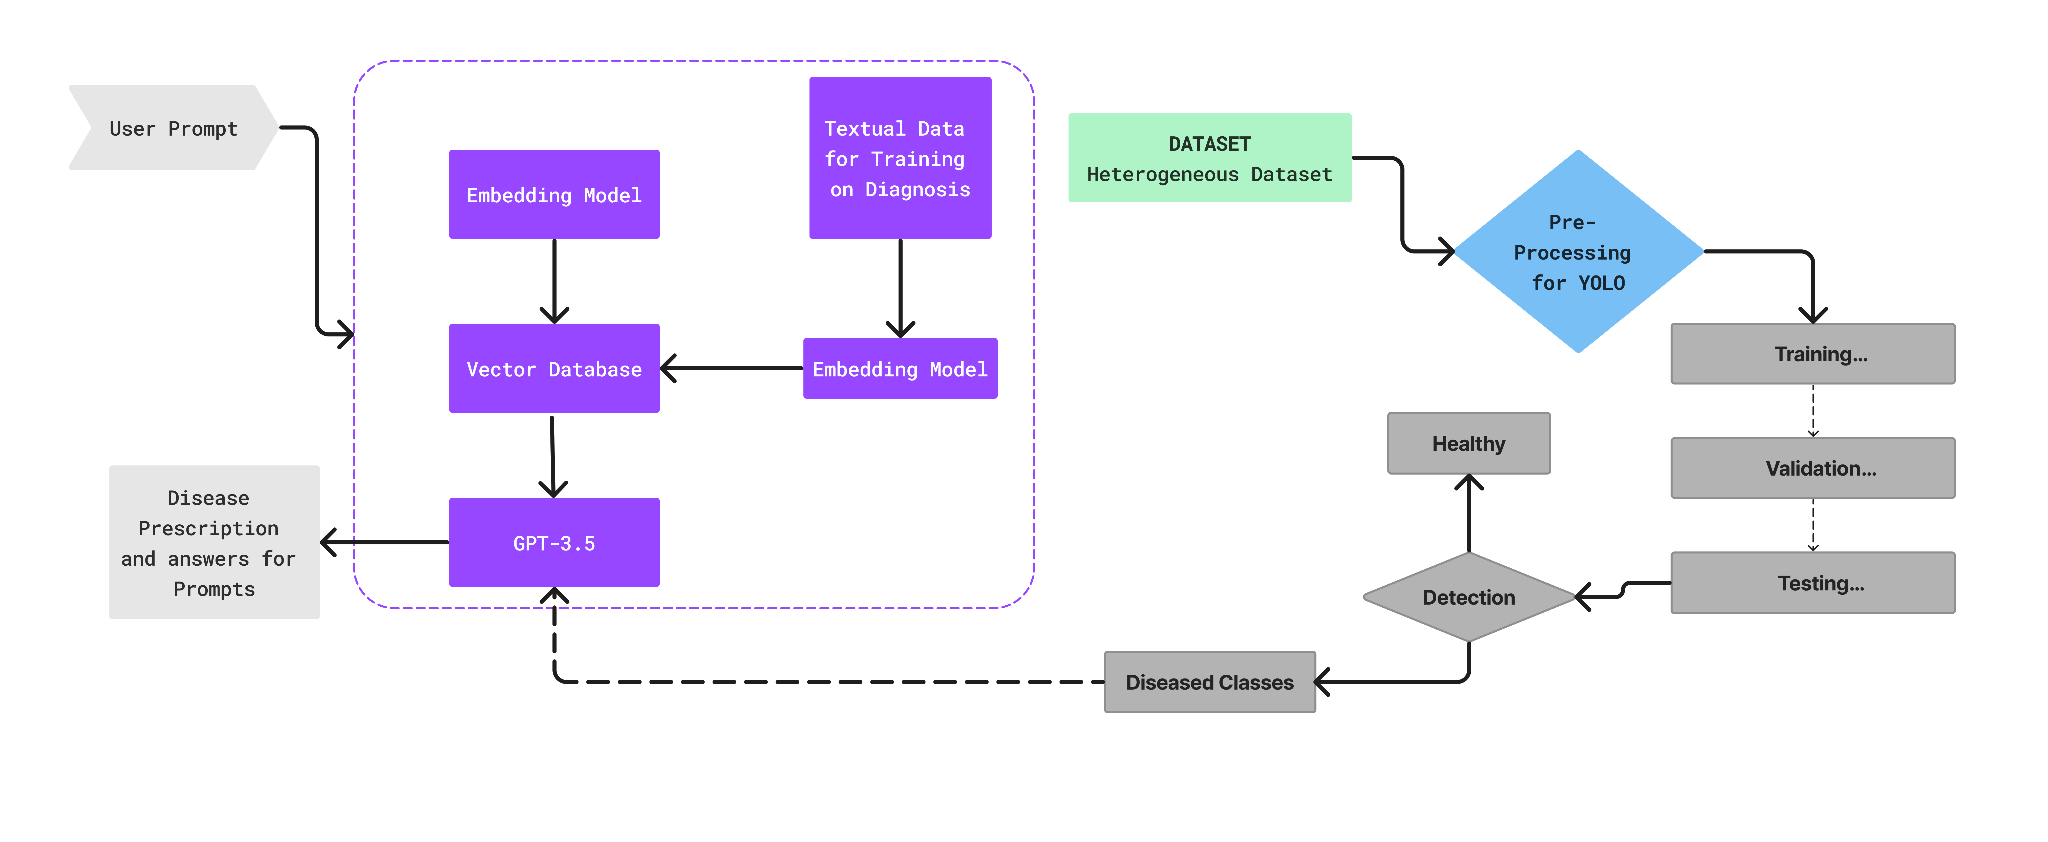 User Prompt
Embedding Model
Textual Data
for Training
on Diagnosis
Vector Database
Embedding Model
GPT-3.5
Disease
Prescription
and answers for
Prompts
DATASET
Heterogeneous Dataset
Pre-
Processing
for YOLO
Training...
Validation...
Testing...
Healthy
Detection
Diseased Classes